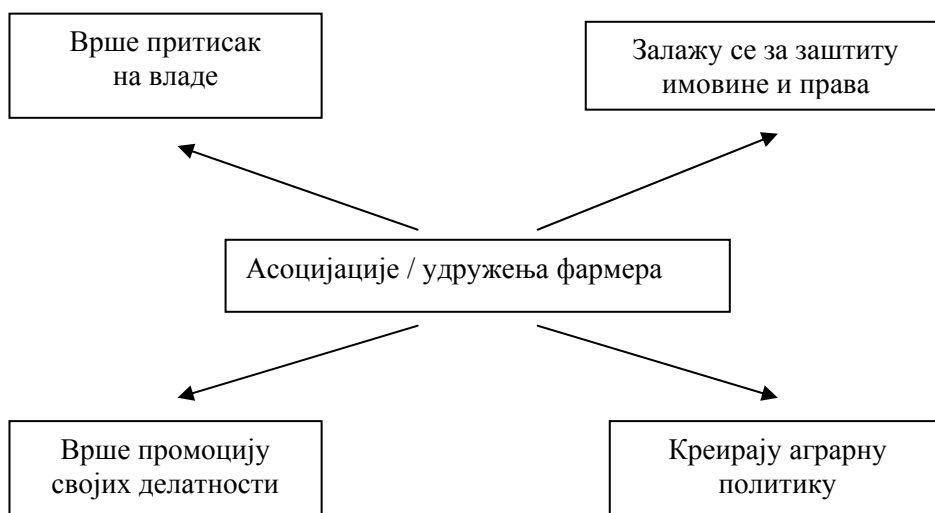 Врше притисак
на владе
Залажу се за заштиту
имовине и права
Асоцијације / удружења фармера
Врше промоцију
својих делатности
Креирају аграрну
политику